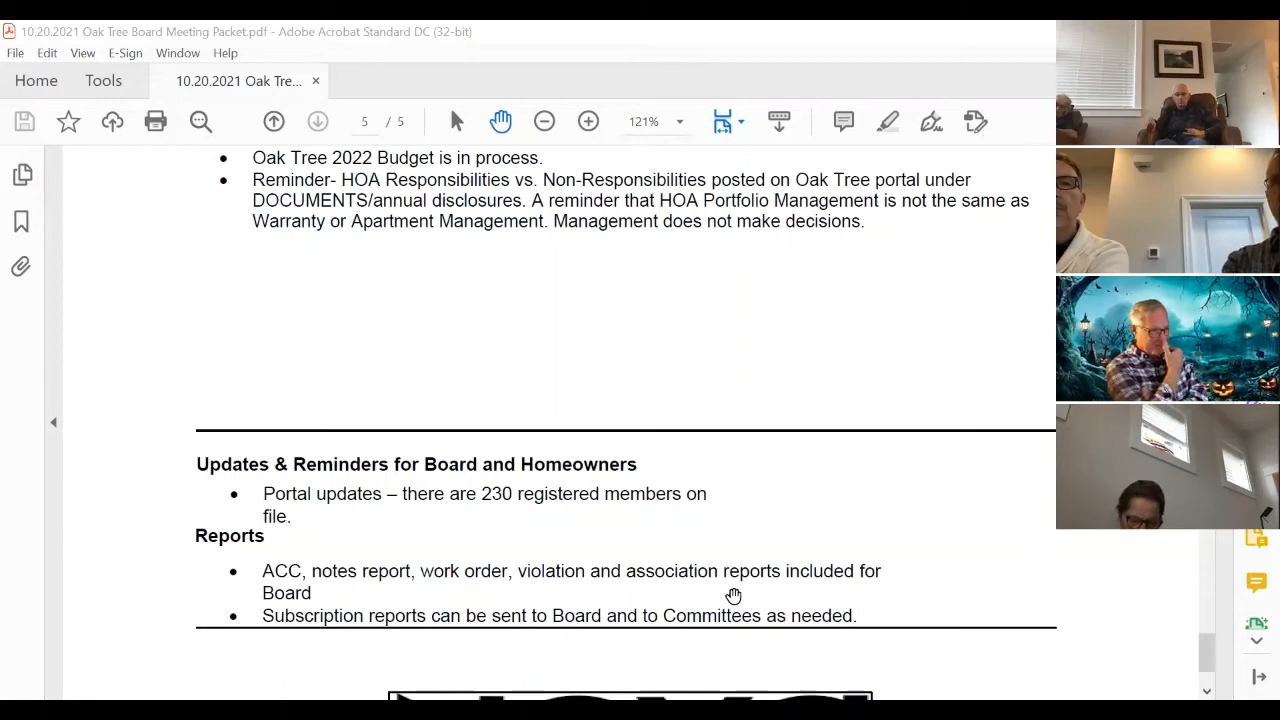 10.20.2021 Oak Tree Board Meeting Packet.pdf - Adobe Acrobat Standard DC (32-bit)
File Edit View E-Sign Window Help
Home Tools 10.20.2021 Oak Tre... ×
5 / 5 121%
• Oak Tree 2022 Budget is in process.
• Reminder- HOA Responsibilities vs. Non-Responsibilities posted on Oak Tree portal under
DOCUMENTS/annual disclosures. A reminder that HOA Portfolio Management is not the same as
Warranty or Apartment Management. Management does not make decisions.
Updates & Reminders for Board and Homeowners
• Portal updates – there are 230 registered members on
file.
Reports
• ACC, notes report, work order, violation and association reports included for
Board
• Subscription reports can be sent to Board and to Committees as needed.